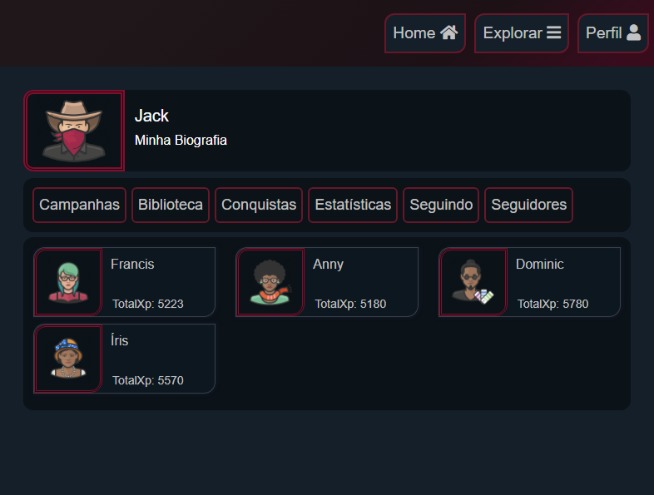 Home
Explorar
Perfil
Jack
Minha Biografia
Campanhas
Biblioteca
Conquistas
Estatísticas
Seguindo
Seguidores
Francis
TotalXp: 5223
Anny
TotalXp: 5180
Dominic
TotalXp: 5780
Íris
TotalXp: 5570